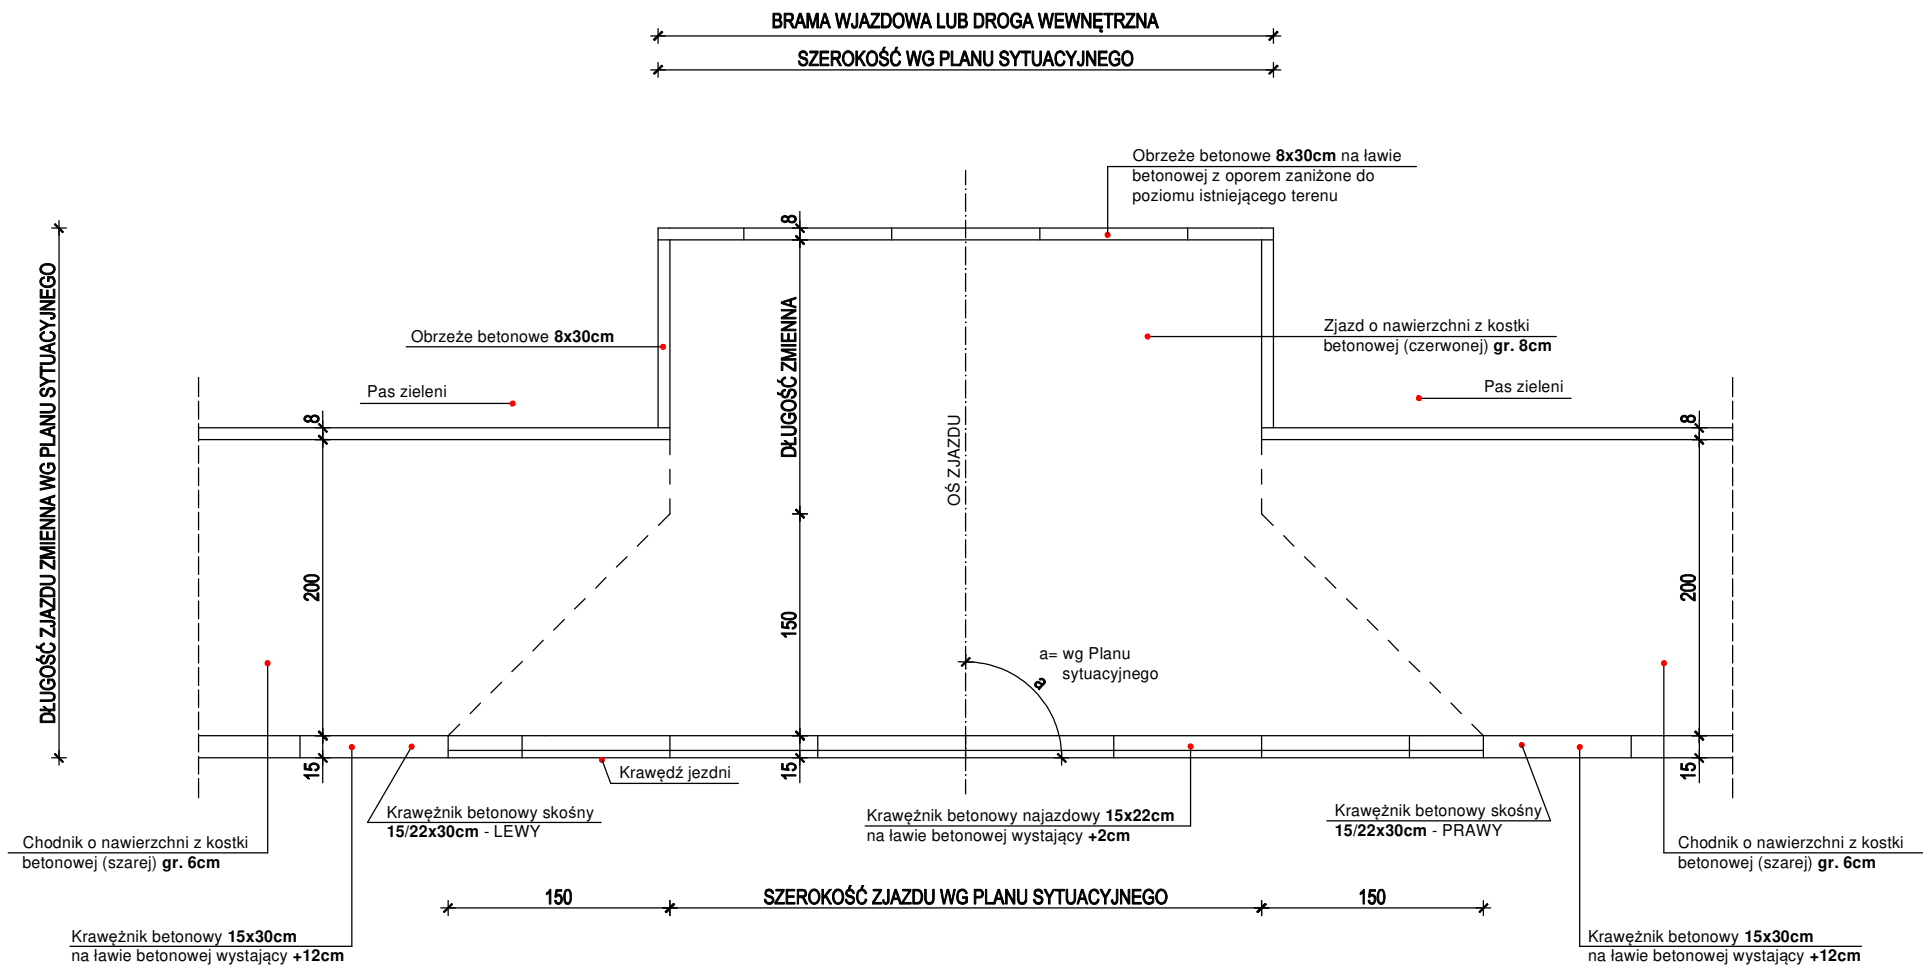 BRAMA WJAZDOWA LUB DROGA WEWNĘTRZNA
SZEROKOŚĆ WG PLANU SYTUACYJNEGO
Obrzeże betonowe 8x30cm na ławie
betonowej z oporem zaniżone do
poziomu istniejącego terenu
8
DŁUGOŚĆ ZJAZDU ZMIENNA WG PLANU SYTUACYJNEGO
Obrzeże betonowe 8x30cm
DŁUGOŚĆ ZMIENNA
Zjazd o nawierzchni z kostki
betonowej (czerwonej) gr. 8cm
Pas zieleni
Pas zieleni
8
OŚ ZJAZDU
8
200
150
200
a= wg Planu
sytuacyjnego
a
15
15
15
Krawędź jezdni
Krawężnik betonowy skośny
15/22x30cm - LEWY
Krawężnik betonowy najazdowy 15x22cm
na ławie betonowej wystający +2cm
Krawężnik betonowy skośny
15/22x30cm - PRAWY
Chodnik o nawierzchni z kostki
betonowej (szarej) gr. 6cm
Chodnik o nawierzchni z kostki
betonowej (szarej) gr. 6cm
150
SZEROKOŚĆ ZJAZDU WG PLANU SYTUACYJNEGO
150
Krawężnik betonowy 15x30cm
na ławie betonowej wystający +12cm
Krawężnik betonowy 15x30cm
na ławie betonowej wystający +12cm